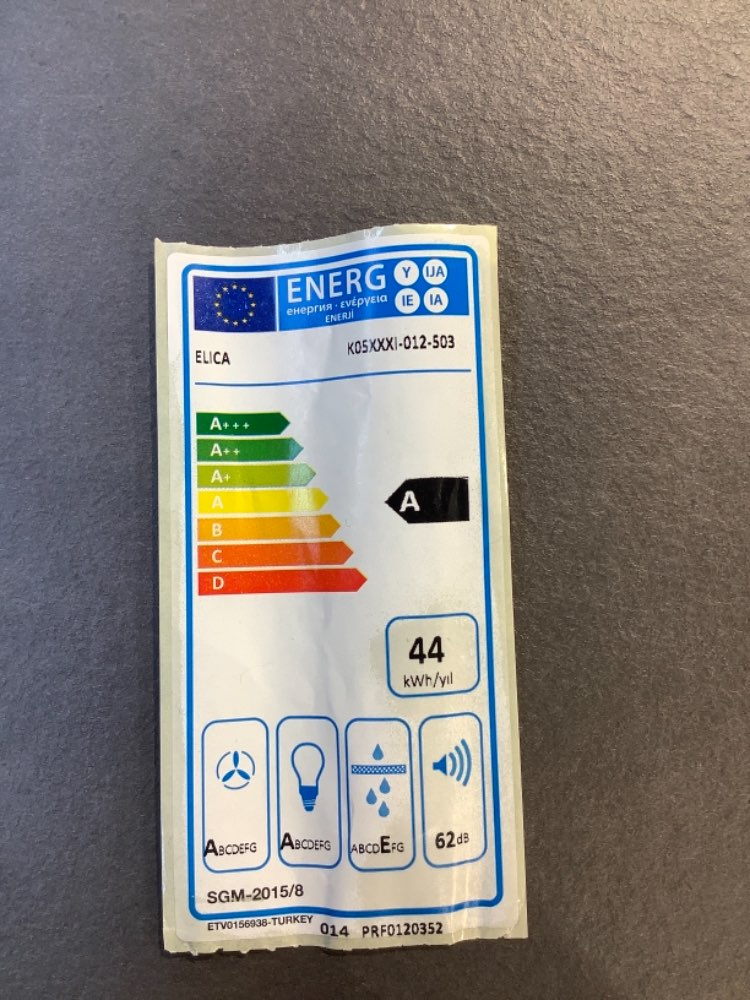 ENERG Y IJA
енергия · ενέργεια IE IA
ENERJİ
ELICA K05XXXI-012-503
A+++
A++
A+
A
A
B
C
D
44
kWh/yıl
ABCDEFG ABCDEFG ABCDEFG 62dB
SGM-2015/8
ETV0156938-TURKEY 014 PRF0120352